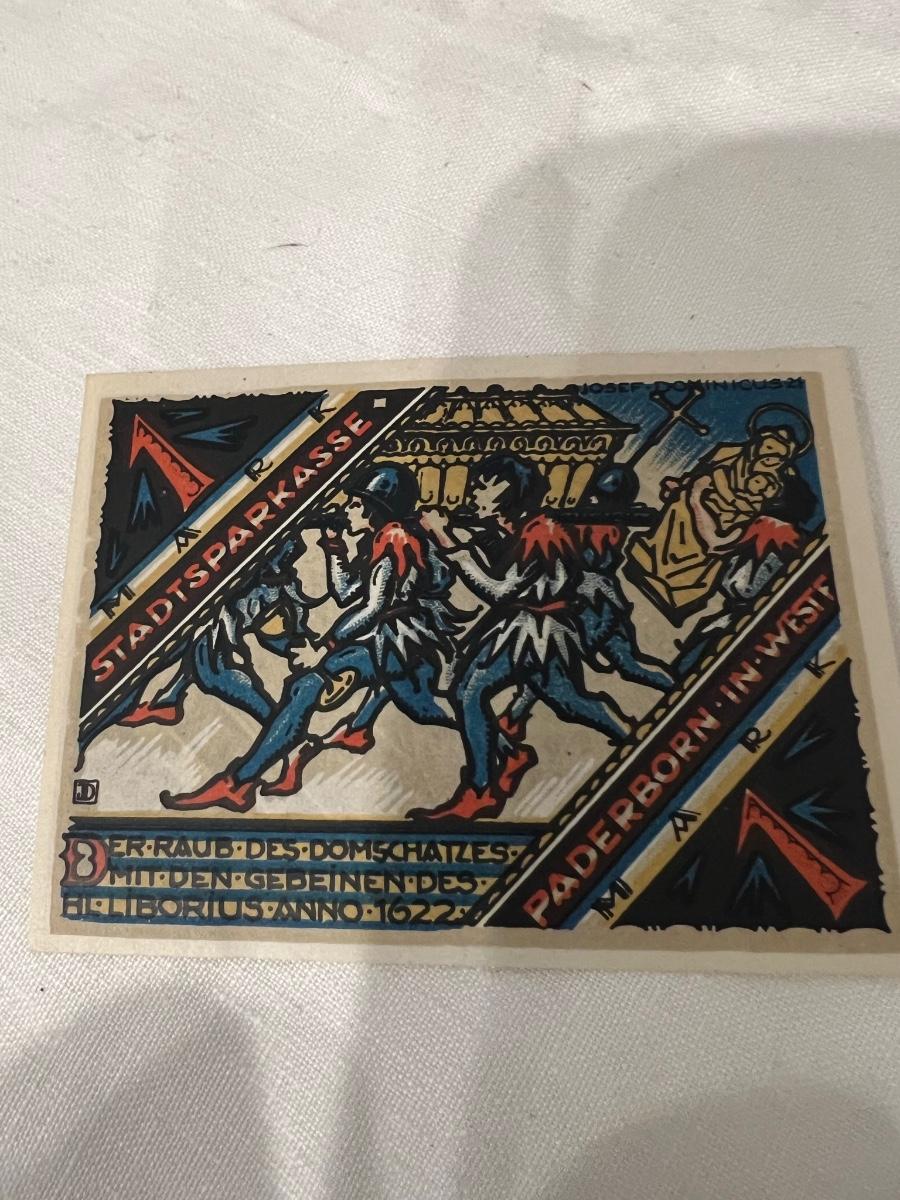 JOSEF·DOMINICUS 21
1
MARK
STADTSPARKASSE
PADERBORN·IN·WESTF
MARK
1
JD
DER·RAUB·DES·DOMSCHATZES·
MIT·DEN·GEBEINEN·DES·
HL·LIBORIUS·ANNO·1622·